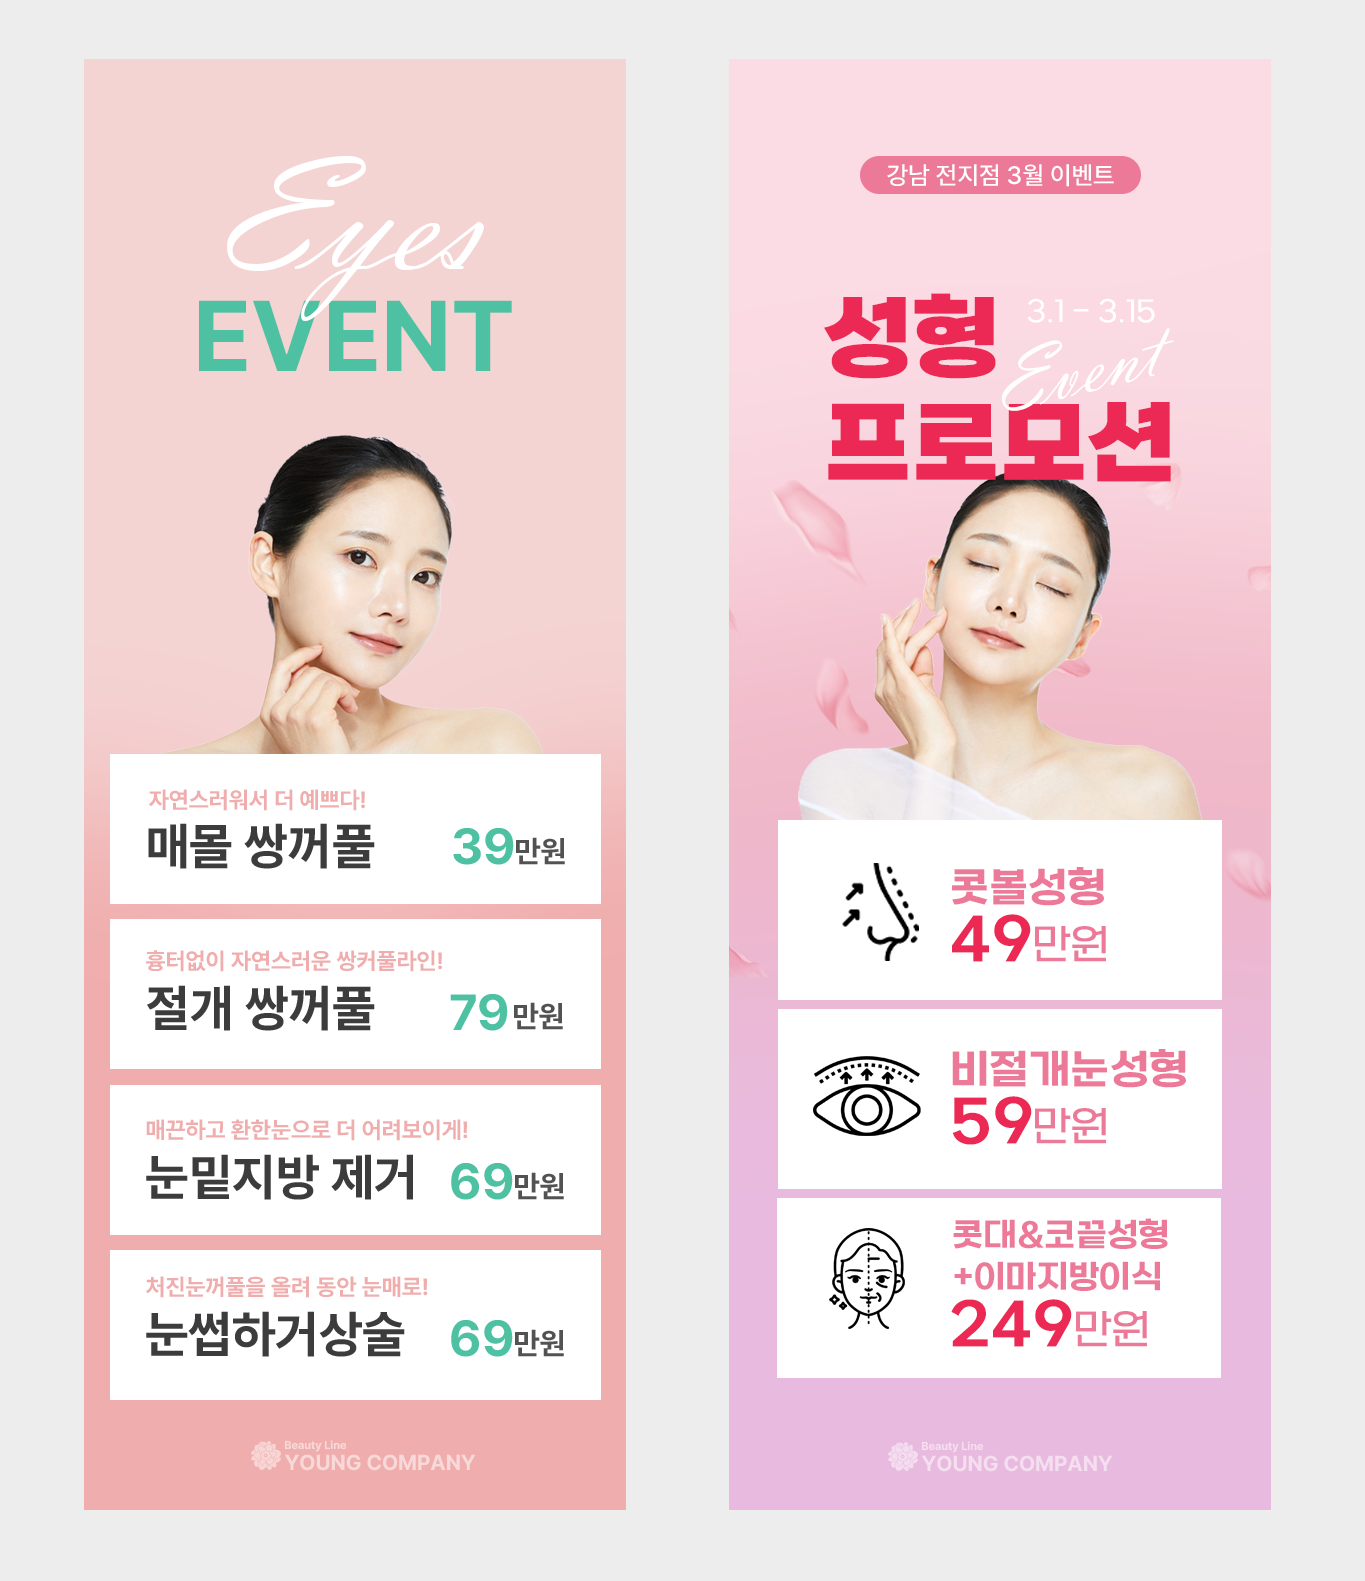 Eyes
EVENT
자연스러워서 더 예쁘다!
매몰 쌍꺼풀 39만원
흉터없이 자연스러운 쌍커풀라인!
절개 쌍꺼풀 79 만원
매끈하고 환한눈으로 더 어려보이게!
눈밑지방 제거 69만원
처진눈꺼풀을 올려 동안 눈매로!
눈썹하거상술 69만원
Beauty Line
YOUNG COMPANY
강남 전지점 3월 이벤트
성형 3.1 – 3.15
Event
프로모션
콧볼성형
49만원
비절개눈성형
59만원
콧대&코끝성형
+이마지방이식
249만원
Beauty Line
YOUNG COMPANY